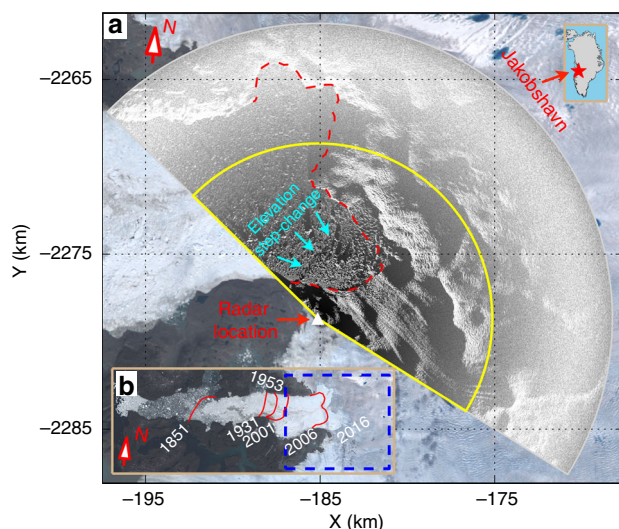 a
N
Jakobshavn
−2265
−2275
−2285
Y (km)
Elevation
step-change
Radar
location
b
N
1851
1931
1953
2001
2006
2016
−195
−185
−175
X (km)